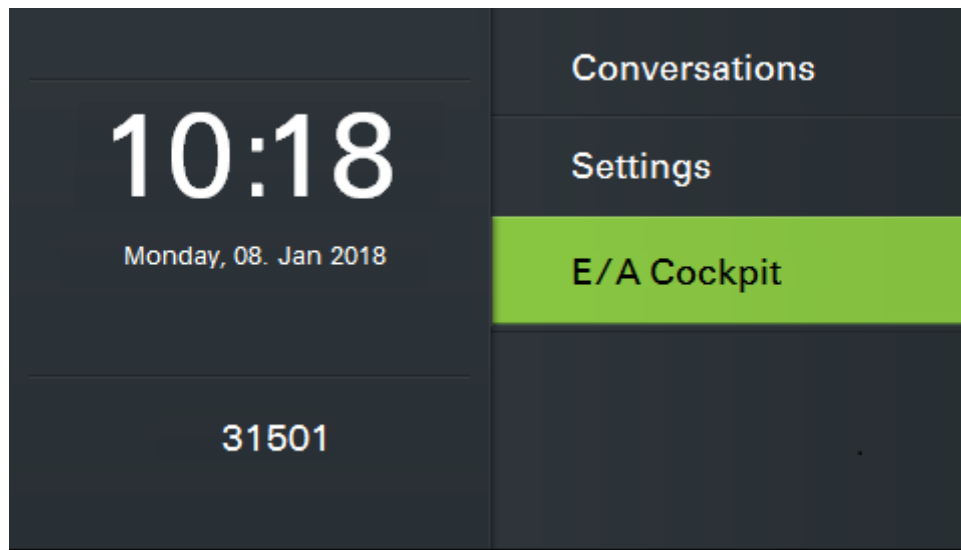 10:18
Monday, 08. Jan 2018
31501
Conversations
Settings
E/A Cockpit